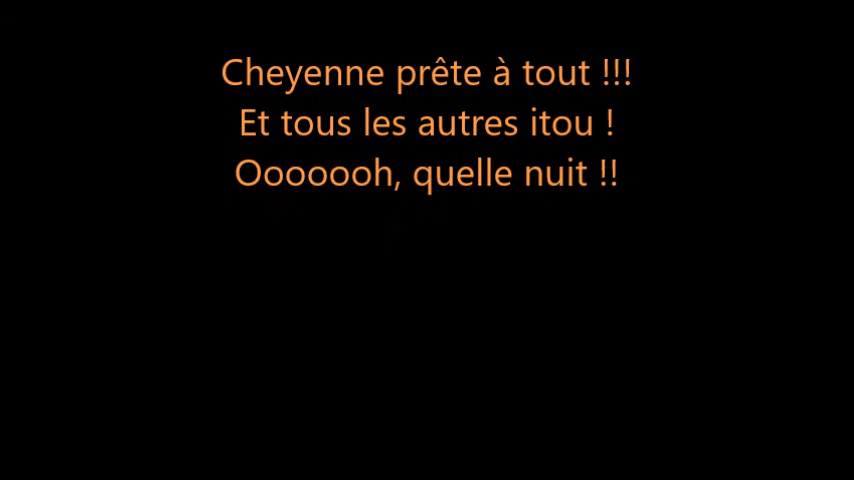 Cheyenne prête à tout !!!
Et tous les autres itou !
Ooooooh, quelle nuit !!